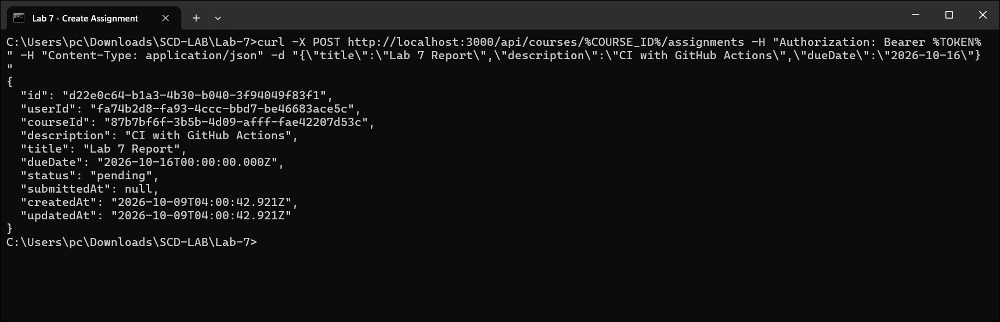 Lab 7 - Create Assignment
C:\Users\pc\Downloads\SCD-LAB\Lab-7>curl -X POST http://localhost:3000/api/courses/%COURSE_ID%/assignments -H "Authorization: Bearer %TOKEN%
" -H "Content-Type: application/json" -d "{\"title\":\"Lab 7 Report\",\"description\":\"CI with GitHub Actions\",\"dueDate\":\"2026-10-16\"}
"
{
  "id": "d22e0c64-b1a3-4b30-b040-3f94049f83f1",
  "userId": "fa74b2d8-fa93-4ccc-bbd7-be46683ace5c",
  "courseId": "87b7bf6f-3b5b-4d09-afff-fae42207d53c",
  "description": "CI with GitHub Actions",
  "title": "Lab 7 Report",
  "dueDate": "2026-10-16T00:00:00.000Z",
  "status": "pending",
  "submittedAt": null,
  "createdAt": "2026-10-09T04:00:42.921Z",
  "updatedAt": "2026-10-09T04:00:42.921Z"
}
C:\Users\pc\Downloads\SCD-LAB\Lab-7>